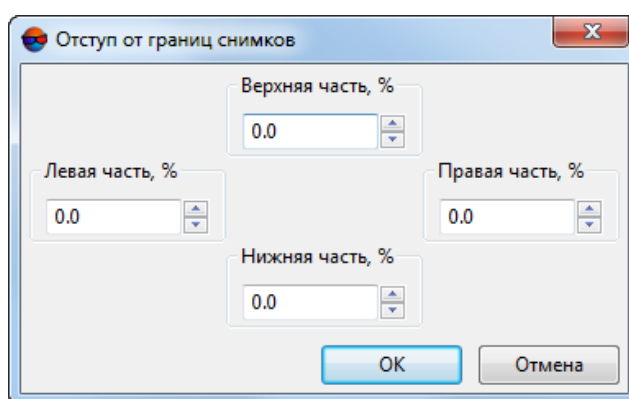 Отступ от границ снимков
Верхняя часть, %
0.0
Левая часть, %
0.0
Правая часть, %
0.0
Нижняя часть, %
0.0
OK
Отмена